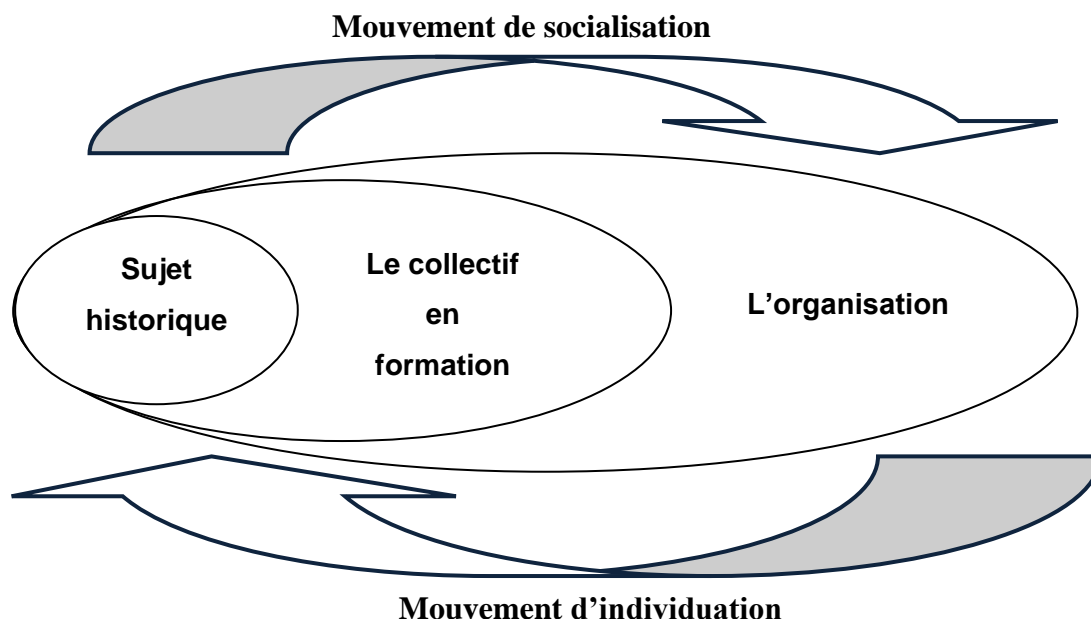 Mouvement de socialisation
Sujet
historique
Le collectif
en
formation
L’organisation
Mouvement d’individuation